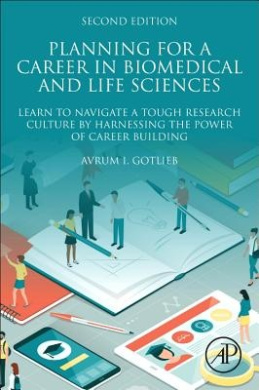 SECOND EDITION
PLANNING FOR A
CAREER IN BIOMEDICAL
AND LIFE SCIENCES
LEARN TO NAVIGATE A TOUGH RESEARCH
CULTURE BY HARNESSING THE POWER
OF CAREER BUILDING
AVRUM I. GOTLIEB
AP